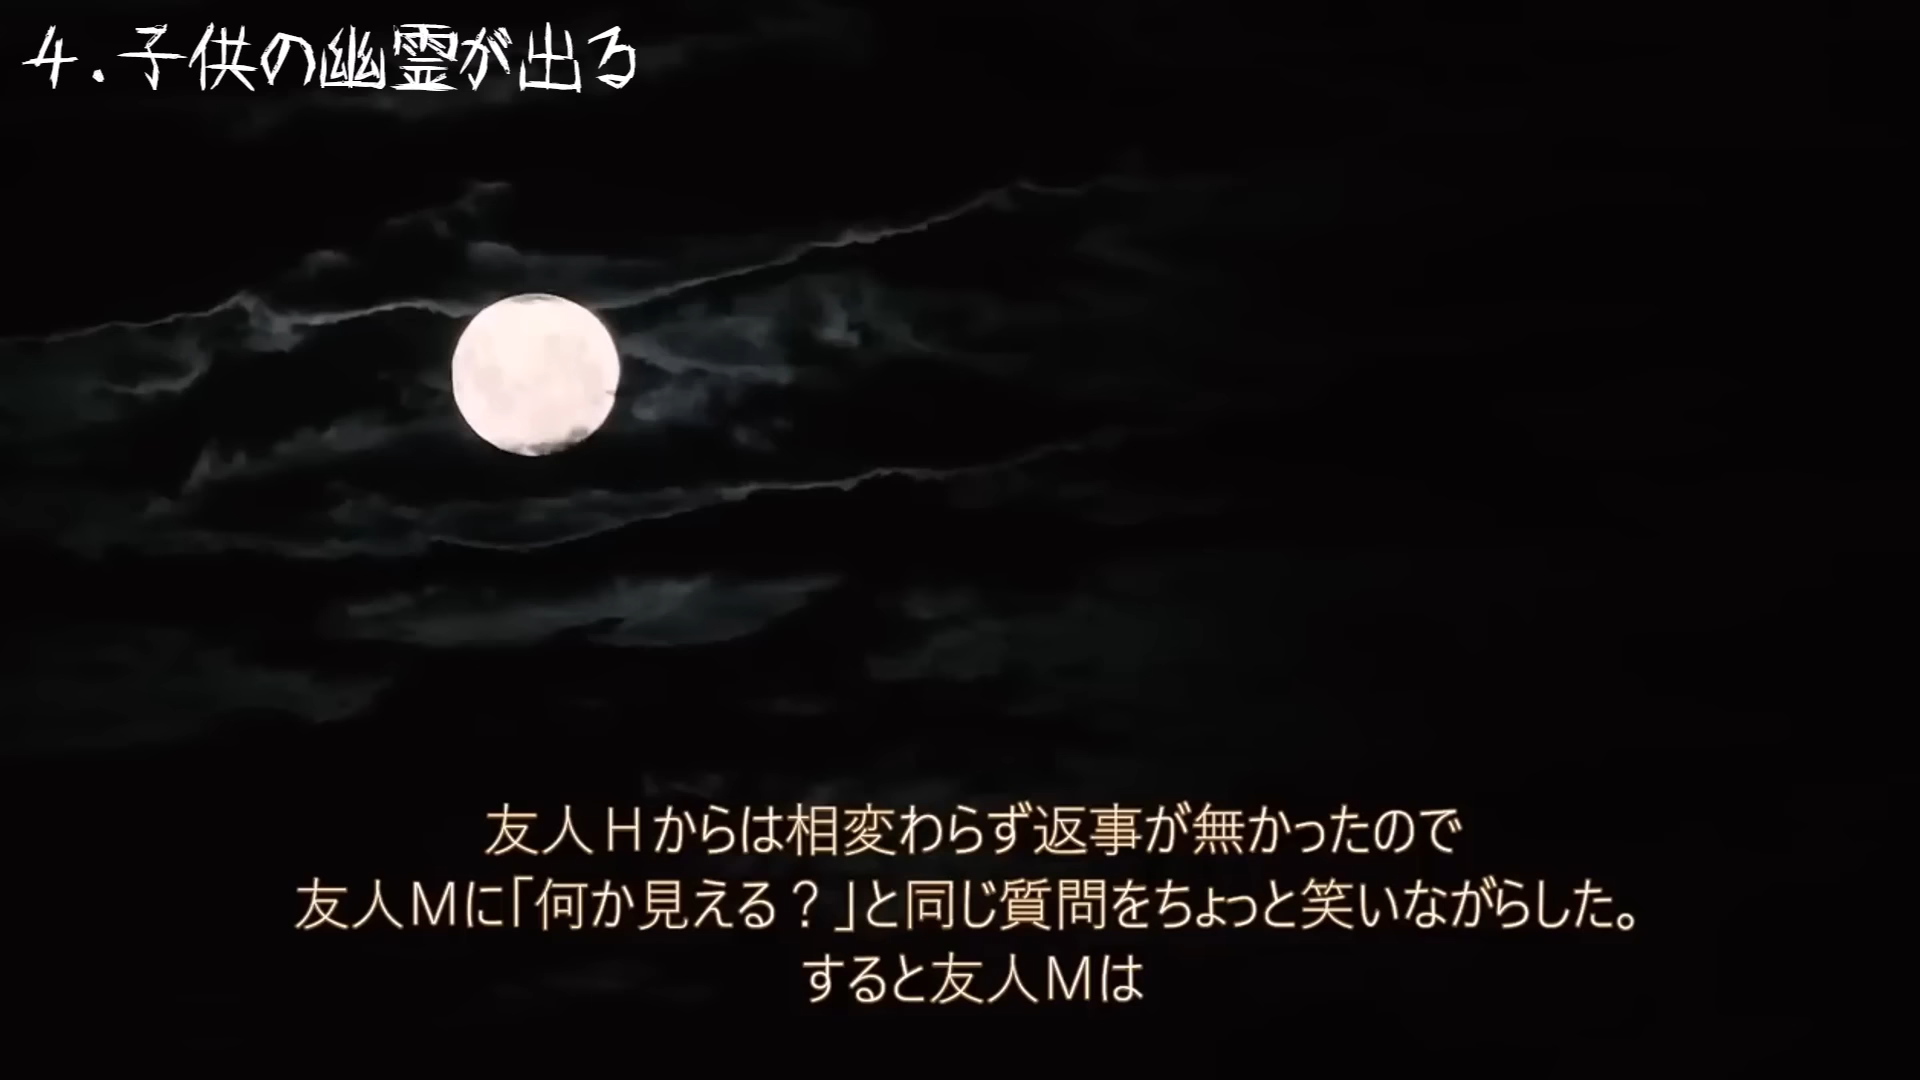 4.子供の幽霊が出る
友人Hからは相変わらず返事が無かったので
友人Mに「何か見える？」と同じ質問をちょっと笑いながらした。
すると友人Mは